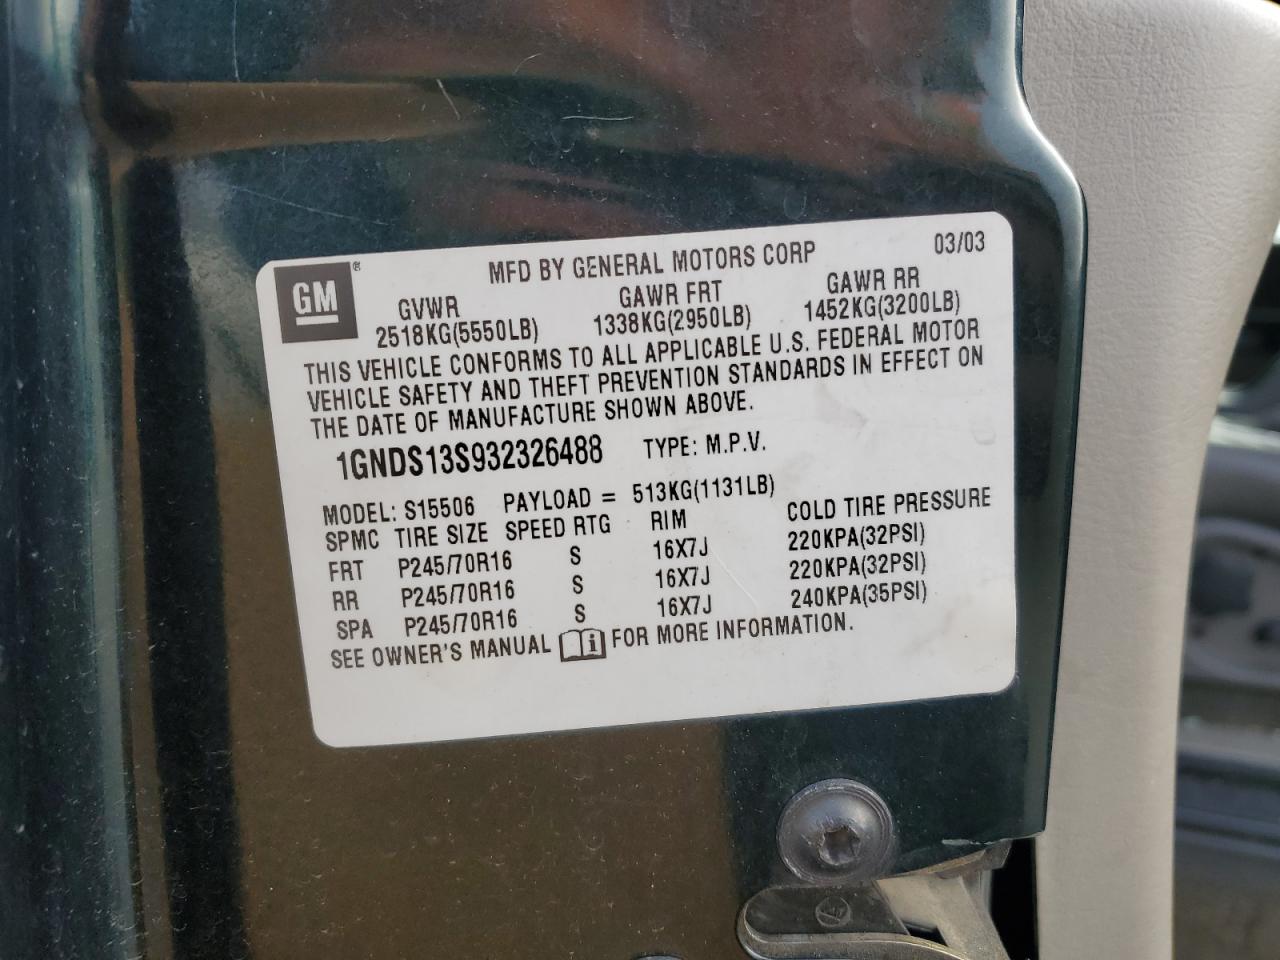 GM ® MFD BY GENERAL MOTORS CORP 03/03
GVWR GAWR FRT GAWR RR
2518KG(5550LB) 1338KG(2950LB) 1452KG(3200LB)
THIS VEHICLE CONFORMS TO ALL APPLICABLE U.S. FEDERAL MOTOR
VEHICLE SAFETY AND THEFT PREVENTION STANDARDS IN EFFECT ON
THE DATE OF MANUFACTURE SHOWN ABOVE.
1GNDS13S932326488 TYPE: M.P.V.
MODEL: S15506 PAYLOAD = 513KG(1131LB)
SPMC TIRE SIZE SPEED RTG RIM COLD TIRE PRESSURE
FRT P245/70R16 S 16X7J 220KPA(32PSI)
RR P245/70R16 S 16X7J 220KPA(32PSI)
SPA P245/70R16 S 16X7J 240KPA(35PSI)
SEE OWNER'S MANUAL i FOR MORE INFORMATION.